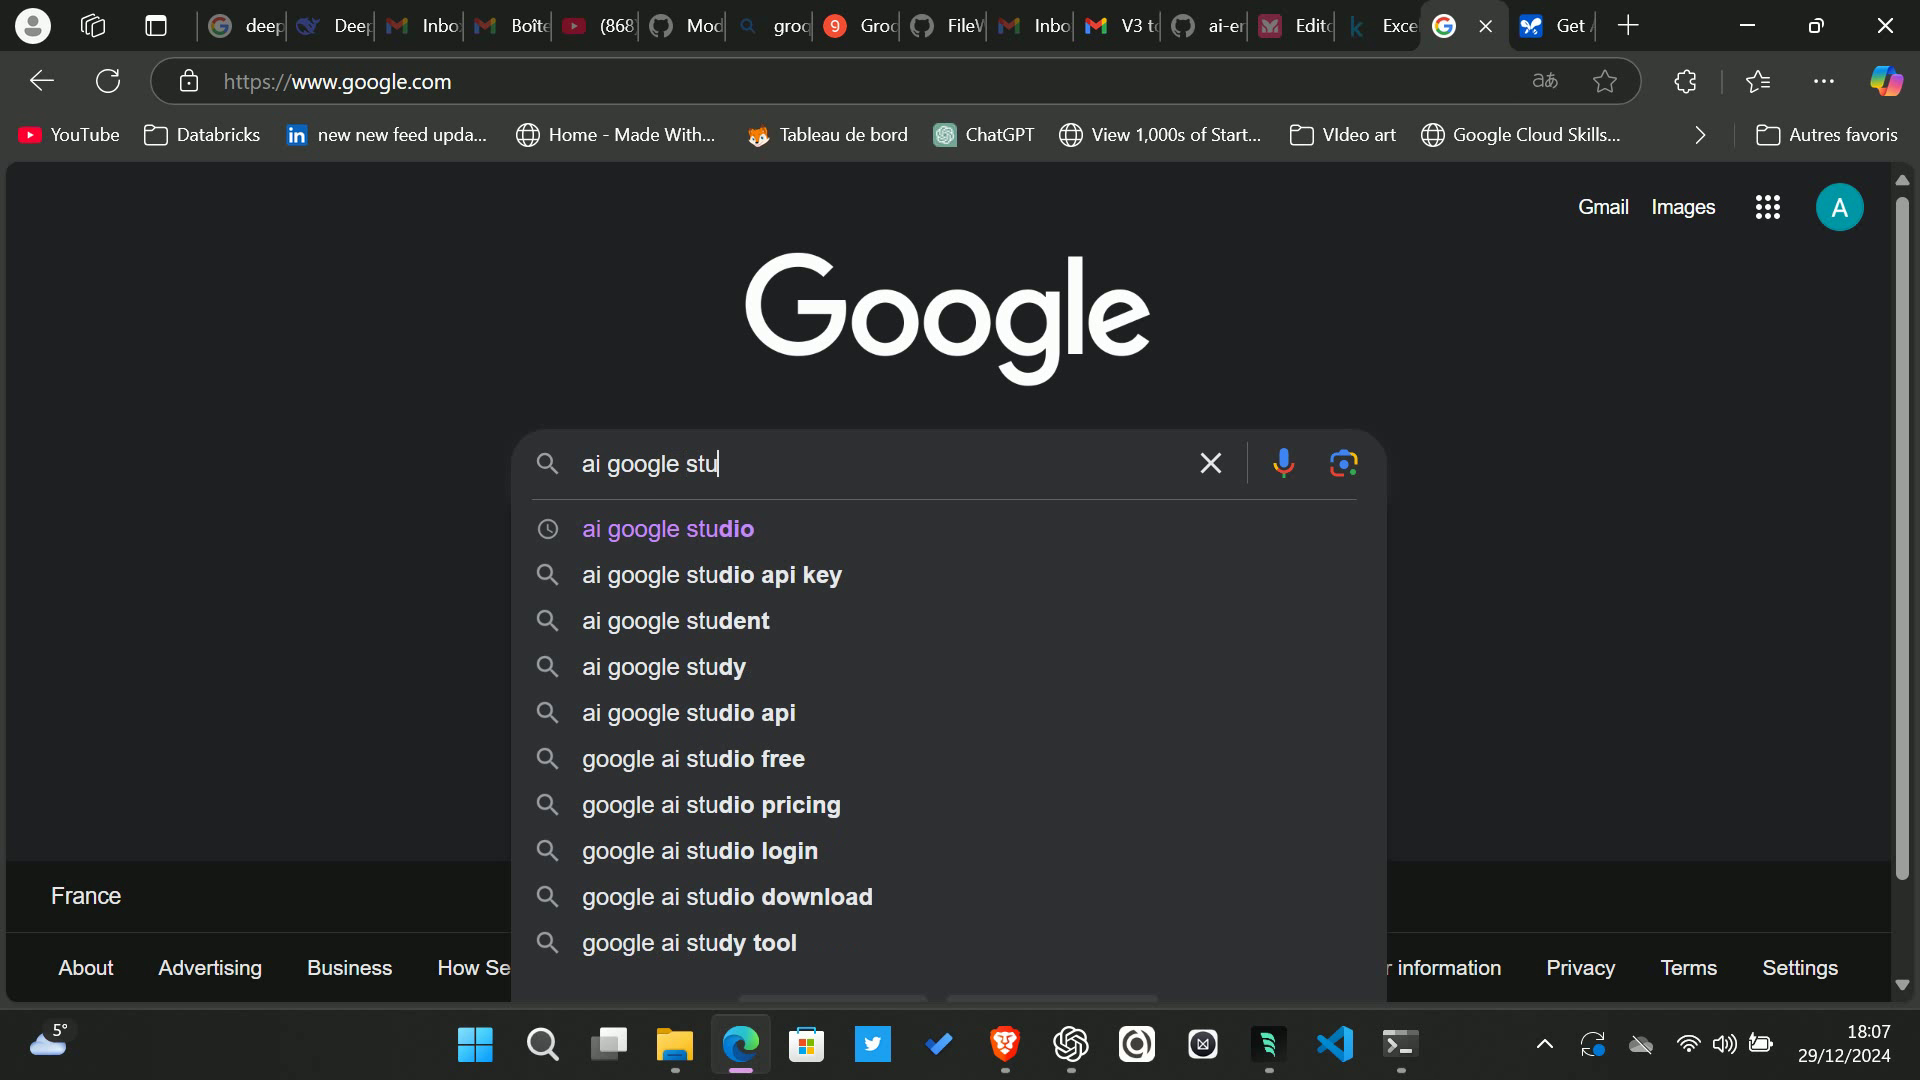 deep
Deep
Inbo
Boîte
(868
Mod
groq
Groq
FileV
Inbo
V3 to
ai-en
Edito
Exce
Get
https://www.google.com
YouTube
Databricks
new new feed upda...
Home - Made With...
Tableau de bord
ChatGPT
View 1,000s of Start...
VIdeo art
Google Cloud Skills...
Autres favoris
Gmail
Images
A
Google
ai google stu
ai google studio
ai google studio api key
ai google student
ai google study
ai google studio api
google ai studio free
google ai studio pricing
google ai studio login
google ai studio download
google ai study tool
France
About
Advertising
Business
How Se
r information
Privacy
Terms
Settings
5°
18:07
29/12/2024